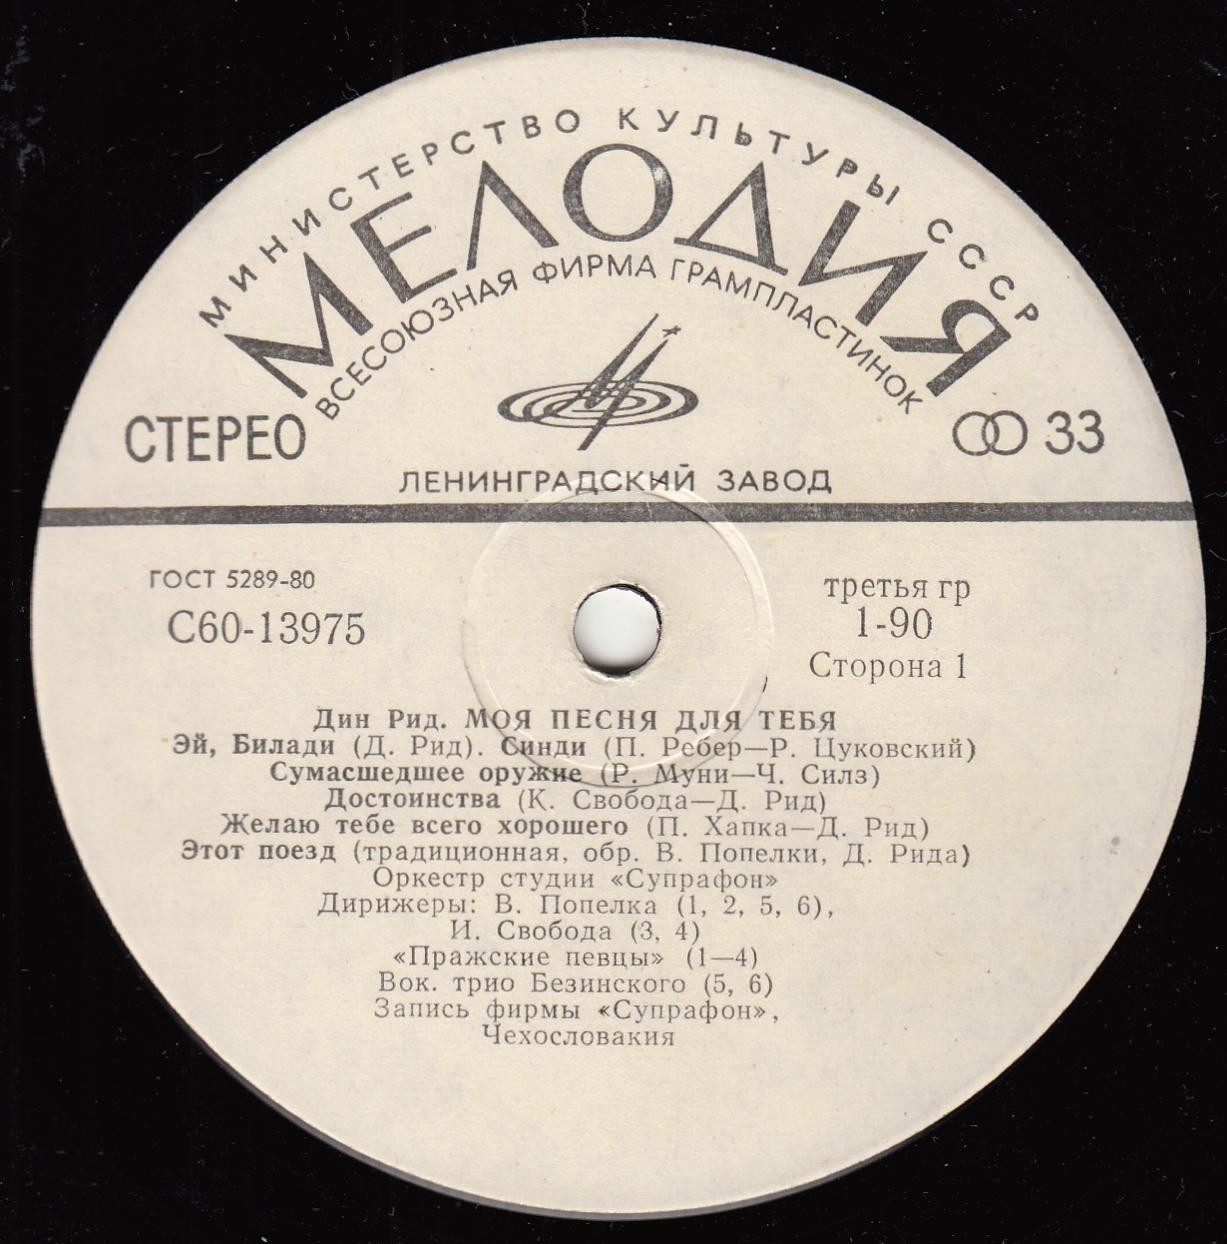 МИНИСТЕРСТВО КУЛЬТУРЫ СССР
МЕЛОДИЯ
ВСЕСОЮЗНАЯ ФИРМА ГРАМПЛАСТИНОК
СТЕРЕО
33
ЛЕНИНГРАДСКИЙ ЗАВОД
ГОСТ 5289-80
С60-13975
третья гр
1-90
Сторона 1
Дин Рид. МОЯ ПЕСНЯ ДЛЯ ТЕБЯ
Эй, Билади (Д. Рид). Синди (П. Ребер—Р. Цуковский)
Сумасшедшее оружие (Р. Муни—Ч. Силз)
Достоинства (К. Свобода—Д. Рид)
Желаю тебе всего хорошего (П. Хапка—Д. Рид)
Этот поезд (традиционная, обр. В. Попелки, Д. Рида)
Оркестр студии «Супрафон»
Дирижеры: В. Попелка (1, 2, 5, 6),
И. Свобода (3, 4)
«Пражские певцы» (1—4)
Вок. трио Безинского (5, 6)
Запись фирмы «Супрафон»,
Чехословакия